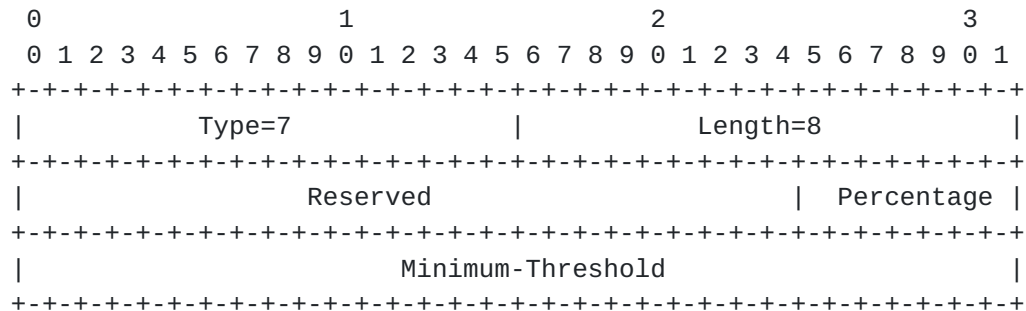 0                   1                   2                   3
 0 1 2 3 4 5 6 7 8 9 0 1 2 3 4 5 6 7 8 9 0 1 2 3 4 5 6 7 8 9 0 1
+-+-+-+-+-+-+-+-+-+-+-+-+-+-+-+-+-+-+-+-+-+-+-+-+-+-+-+-+-+-+-+-+
|           Type=7              |           Length=8            |
+-+-+-+-+-+-+-+-+-+-+-+-+-+-+-+-+-+-+-+-+-+-+-+-+-+-+-+-+-+-+-+-+
|                  Reserved                       |  Percentage |
+-+-+-+-+-+-+-+-+-+-+-+-+-+-+-+-+-+-+-+-+-+-+-+-+-+-+-+-+-+-+-+-+
|                        Minimum-Threshold                      |
+-+-+-+-+-+-+-+-+-+-+-+-+-+-+-+-+-+-+-+-+-+-+-+-+-+-+-+-+-+-+-+-+